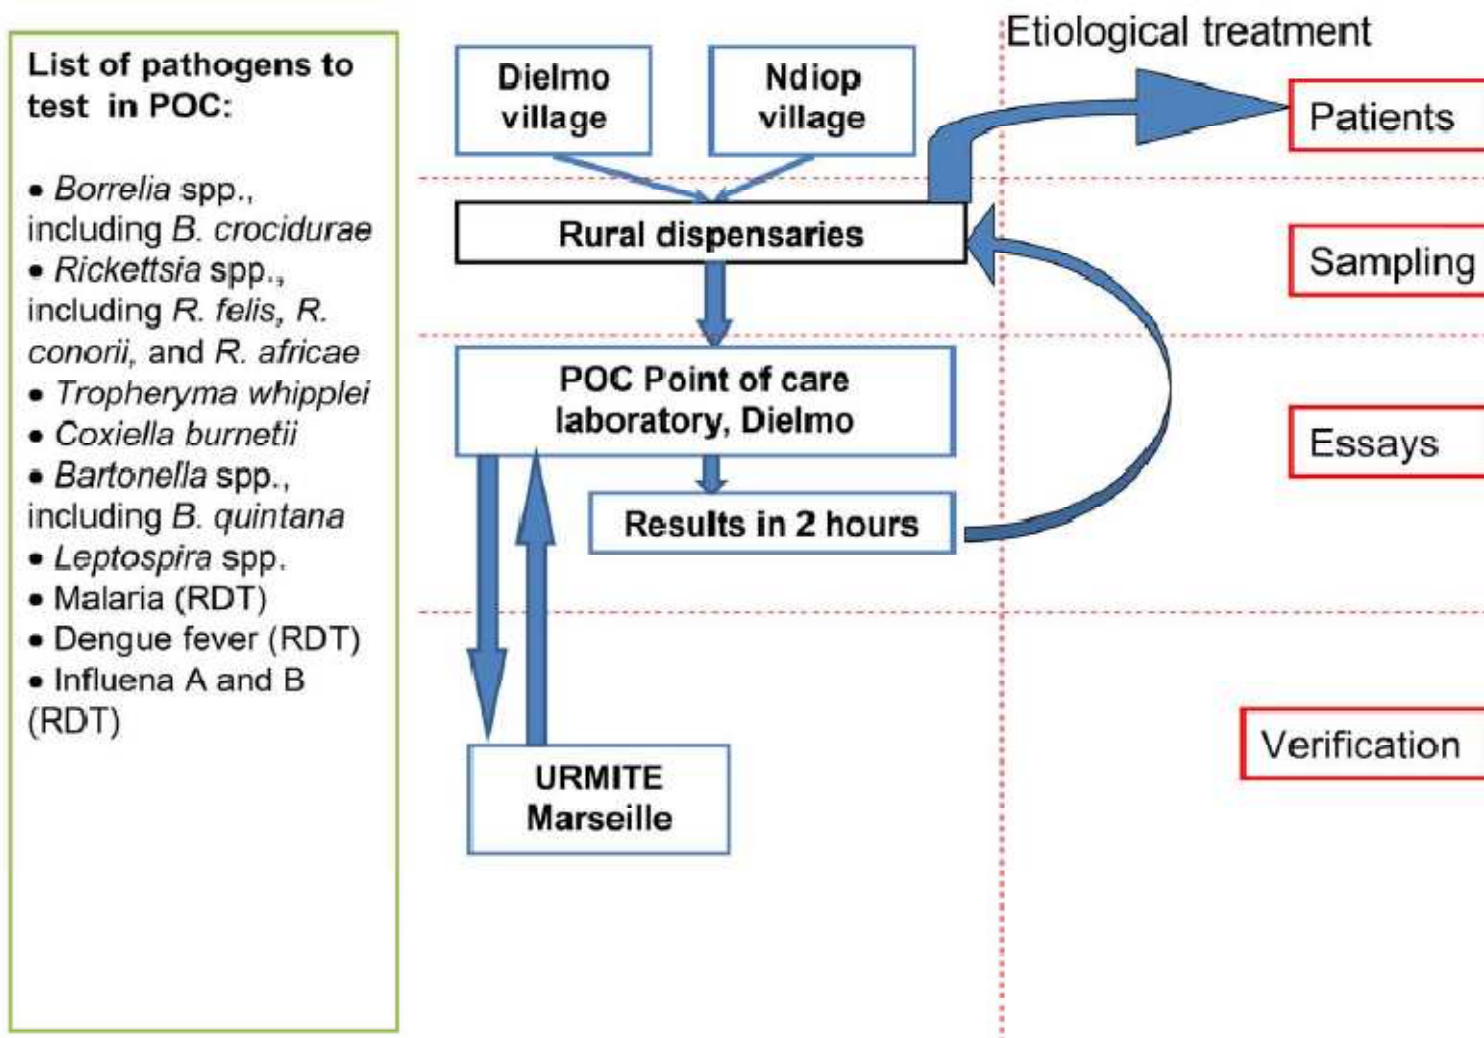 List of pathogens to
test in POC:
• Borrelia spp.,
including B. crocidurae
• Rickettsia spp.,
including R. felis, R.
conorii, and R. africae
• Tropheryma whipplei
• Coxiella burnetii
• Bartonella spp.,
including B. quintana
• Leptospira spp.
• Malaria (RDT)
• Dengue fever (RDT)
• Influena A and B
(RDT)
Dielmo
village
Ndiop
village
Etiological treatment
Patients
Rural dispensaries
Sampling
POC Point of care
laboratory, Dielmo
Essays
Results in 2 hours
Verification
URMITE
Marseille